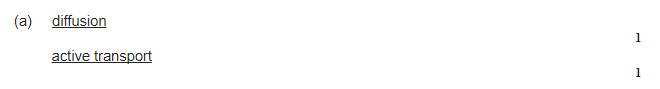 (a) diffusion
1
active transport
1